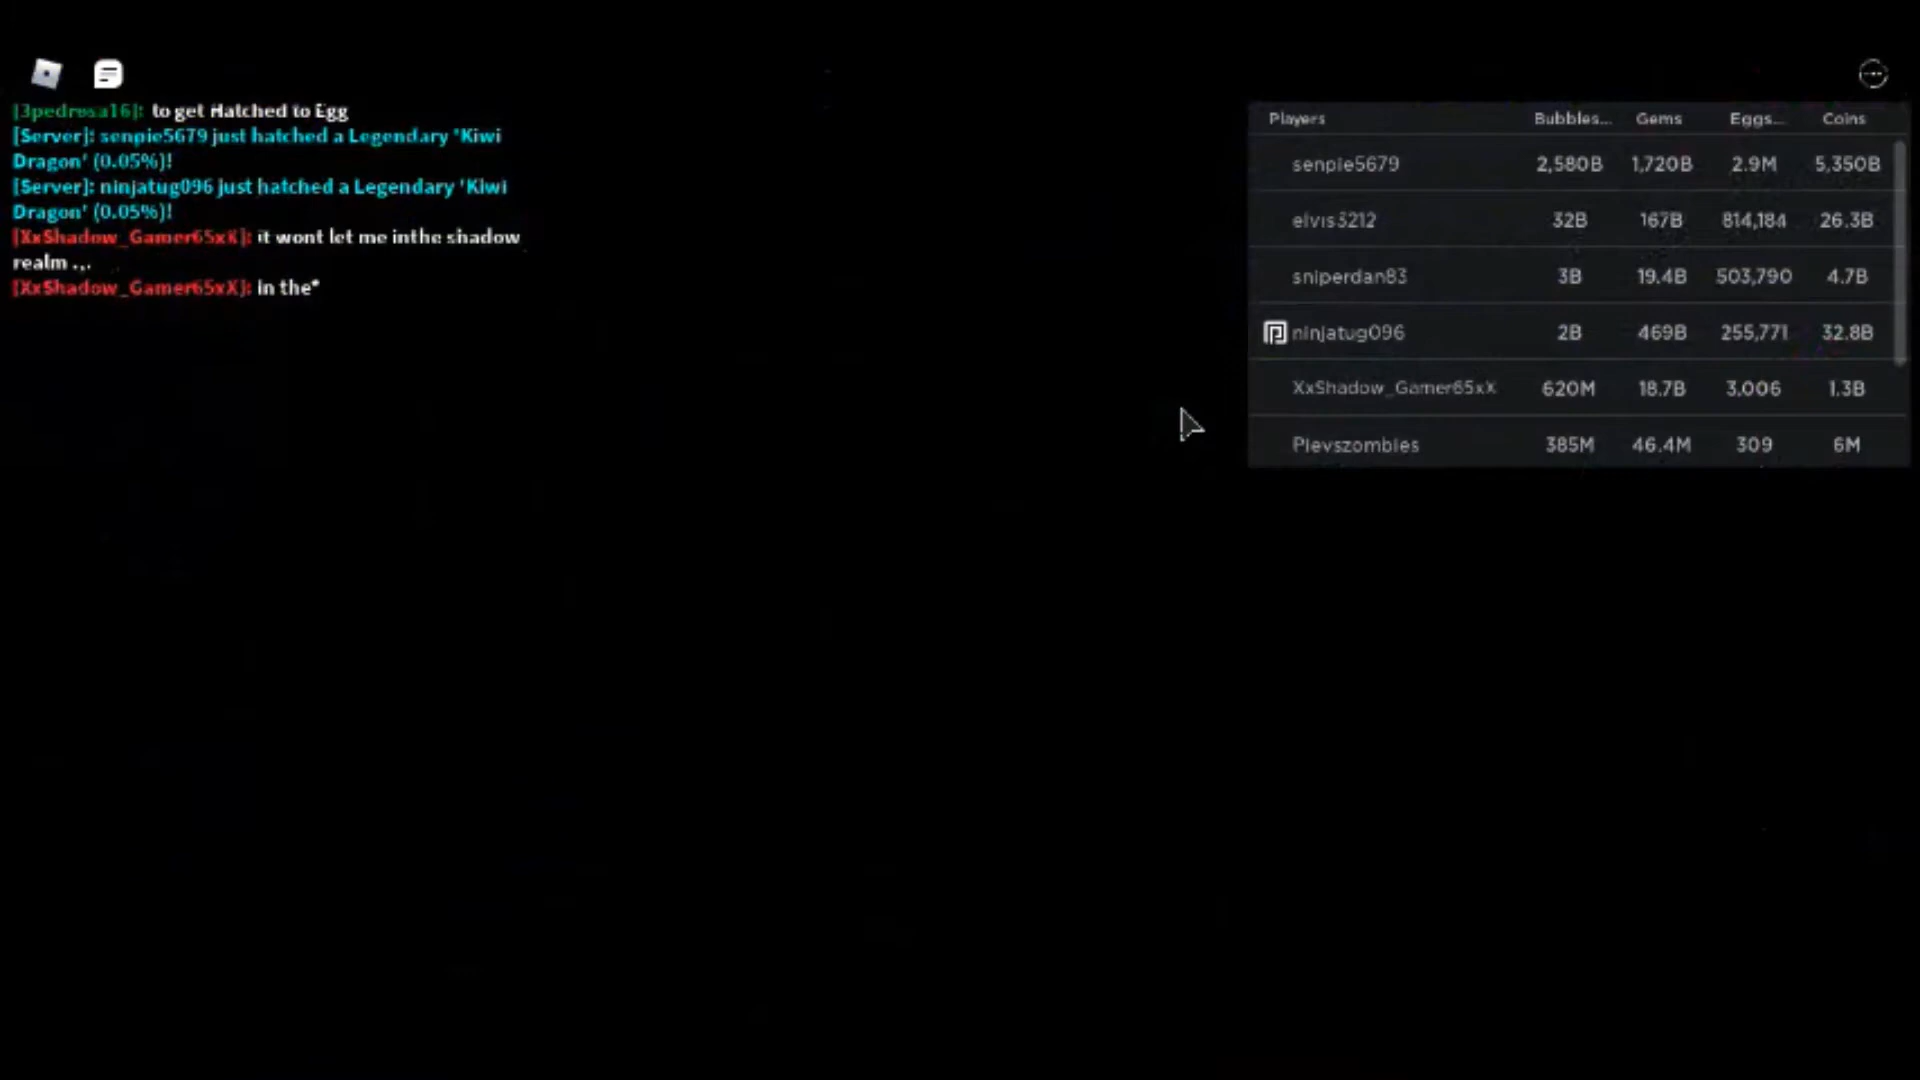 [3pedrosa16]: to get Hatched to Egg
[Server]: senpie5679 just hatched a Legendary 'Kiwi
Dragon' (0.05%)!
[Server]: ninjatug096 just hatched a Legendary 'Kiwi
Dragon' (0.05%)!
[XxShadow_Gamer65xX]: it wont let me inthe shadow
realm .,.
[XxShadow_Gamer65xX]: in the*
Players Bubbles... Gems Eggs... Coins
senpie5679 2,580B 1,720B 2.9M 5,350B
elvis3212 32B 167B 814,184 26.3B
sniperdan83 3B 19.4B 503,790 4.7B
ninjatug096 2B 469B 255,771 32.8B
XxShadow_Gamer65xX 620M 18.7B 3,006 1.3B
Plevszombies 385M 46.4M 309 6M